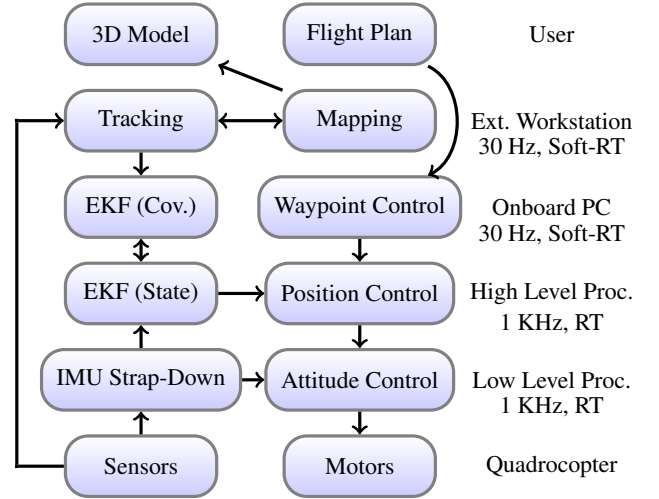 3D Model
Flight Plan
User
Tracking
Mapping
Ext. Workstation
30 Hz, Soft-RT
EKF (Cov.)
Waypoint Control
Onboard PC
30 Hz, Soft-RT
EKF (State)
Position Control
High Level Proc.
1 KHz, RT
IMU Strap-Down
Attitude Control
Low Level Proc.
1 KHz, RT
Sensors
Motors
Quadrocopter